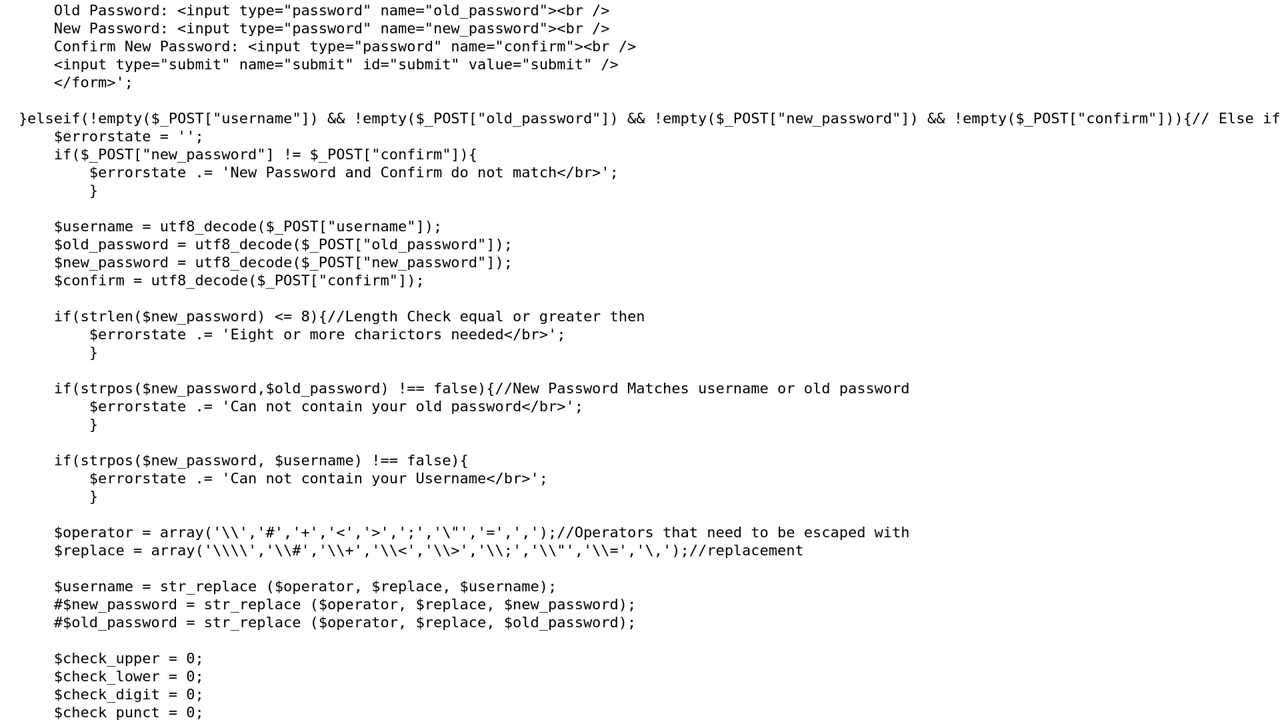 Old Password: <input type="password" name="old_password"><br />
New Password: <input type="password" name="new_password"><br />
Confirm New Password: <input type="password" name="confirm"><br />
<input type="submit" name="submit" id="submit" value="submit" />
</form>';
}elseif(!empty($_POST["username"]) && !empty($_POST["old_password"]) && !empty($_POST["new_password"]) && !empty($_POST["confirm"])){// Else if
$errorstate = '';
if($_POST["new_password"] != $_POST["confirm"]){
$errorstate .= 'New Password and Confirm do not match</br>';
}
$username = utf8_decode($_POST["username"]);
$old_password = utf8_decode($_POST["old_password"]);
$new_password = utf8_decode($_POST["new_password"]);
$confirm = utf8_decode($_POST["confirm"]);
if(strlen($new_password) <= 8){//Length Check equal or greater then
$errorstate .= 'Eight or more charictors needed</br>';
}
if(strpos($new_password,$old_password) !== false){//New Password Matches username or old password
$errorstate .= 'Can not contain your old password</br>';
}
if(strpos($new_password, $username) !== false){
$errorstate .= 'Can not contain your Username</br>';
}
$operator = array('\\','#','+','<','>',';','\"','=',',');//Operators that need to be escaped with
$replace = array('\\\\','\\#','\\+','\\<','\\>','\\;','\\"','\\=','\,');//replacement
$username = str_replace ($operator, $replace, $username);
#$new_password = str_replace ($operator, $replace, $new_password);
#$old_password = str_replace ($operator, $replace, $old_password);
$check_upper = 0;
$check_lower = 0;
$check_digit = 0;
$check_punct = 0;